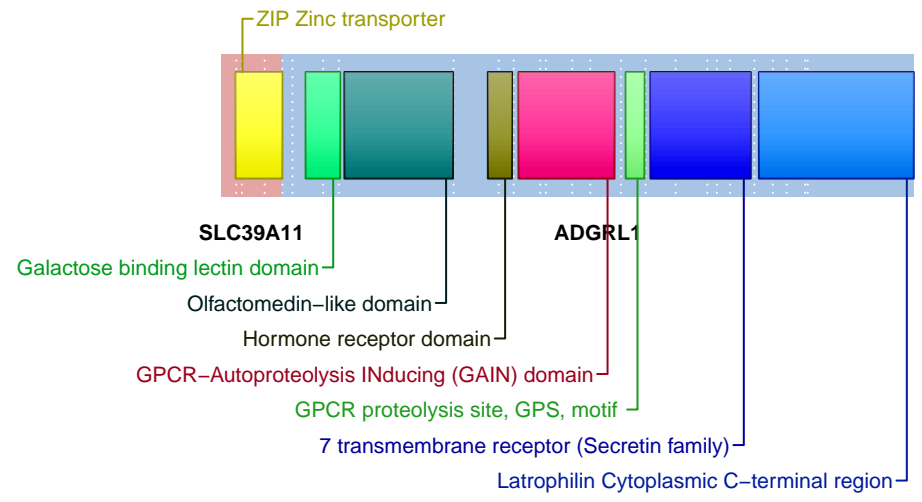 ZIP Zinc transporter
SLC39A11
ADGRL1
Galactose binding lectin domain
Olfactomedin−like domain
Hormone receptor domain
GPCR−Autoproteolysis INducing (GAIN) domain
GPCR proteolysis site, GPS, motif
7 transmembrane receptor (Secretin family)
Latrophilin Cytoplasmic C−terminal region